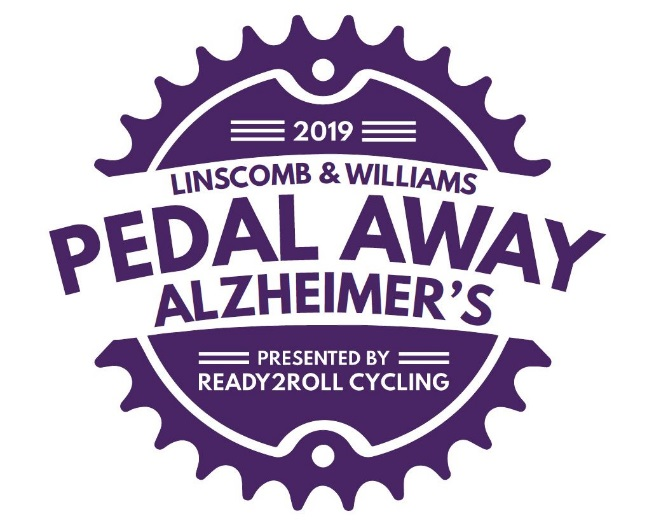 2019
LINSCOMB & WILLIAMS
PEDAL AWAY
ALZHEIMER'S
PRESENTED BY
READY2ROLL CYCLING